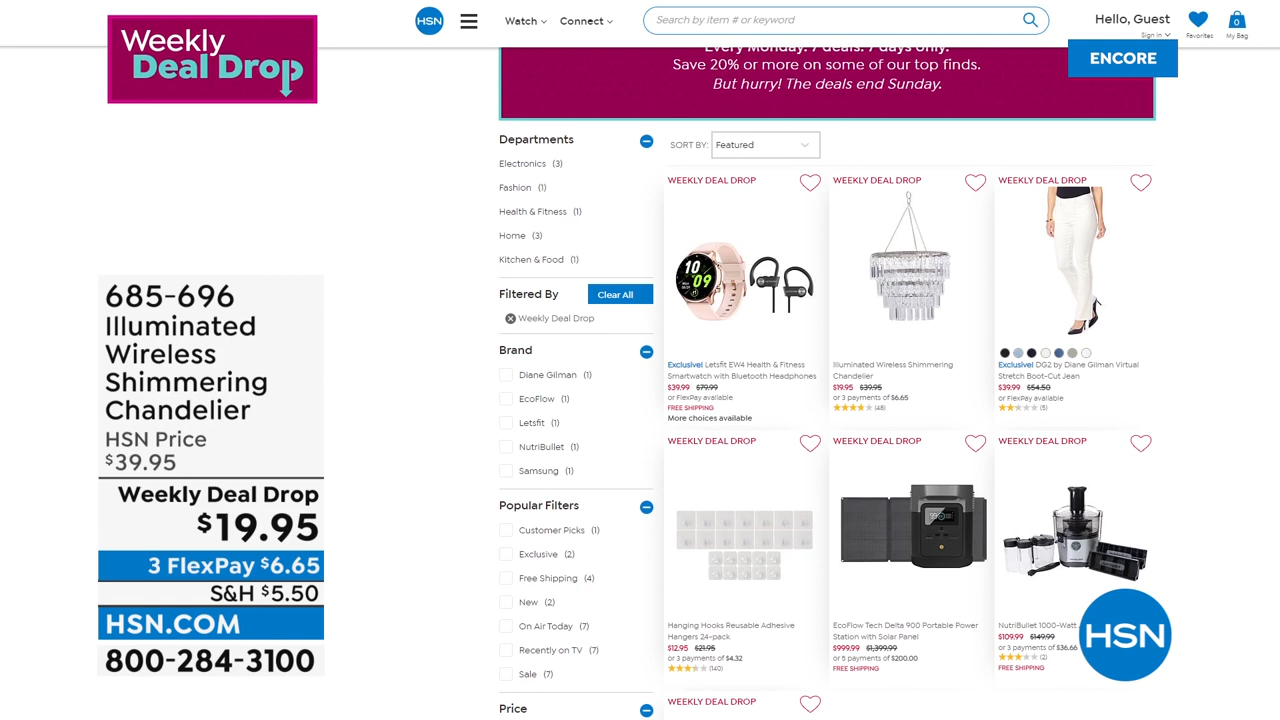 Weekly
Deal Drop
HSN
Watch
Connect
Search by item # or keyword
Hello, Guest
Sign in
Favorites
0
My Bag
ENCORE
Every Monday. 7 deals. 7 days only.
Save 20% or more on some of our top finds.
But hurry! The deals end Sunday.
685-696
Illuminated
Wireless
Shimmering
Chandelier
HSN Price
$39.95
Weekly Deal Drop
$19.95
3 FlexPay $6.65
S&H $5.50
HSN.COM
800-284-3100
Departments
Electronics (3)
Fashion (1)
Health & Fitness (1)
Home (3)
Kitchen & Food (1)
Filtered By
Clear All
Weekly Deal Drop
Brand
Diane Gilman (1)
EcoFlow (1)
Letsfit (1)
NutriBullet (1)
Samsung (1)
Popular Filters
Customer Picks (1)
Exclusive (2)
Free Shipping (4)
New (2)
On Air Today (7)
Recently on TV (7)
Sale (7)
Price
SORT BY:
Featured
WEEKLY DEAL DROP
10
09
Exclusive! Letsfit EW4 Health & Fitness
Smartwatch with Bluetooth Headphones
$39.99 $79.99
or FlexPay available
FREE SHIPPING
More choices available
WEEKLY DEAL DROP
Illuminated Wireless Shimmering
Chandelier
$19.95 $39.95
or 3 payments of $6.65
(48)
WEEKLY DEAL DROP
Exclusive! DG2 by Diane Gilman Virtual
Stretch Boot-Cut Jean
$39.99 $54.50
or FlexPay available
(5)
WEEKLY DEAL DROP
Hanging Hooks Reusable Adhesive
Hangers 24-pack
$12.95 $21.95
or 3 payments of $4.32
(140)
WEEKLY DEAL DROP
EcoFlow Tech Delta 900 Portable Power
Station with Solar Panel
$999.99 $1,399.99
or 5 payments of $200.00
FREE SHIPPING
WEEKLY DEAL DROP
NutriBullet 1000-Watt
$109.99 $149.99
or 3 payments of $36.66
(2)
FREE SHIPPING
HSN
WEEKLY DEAL DROP